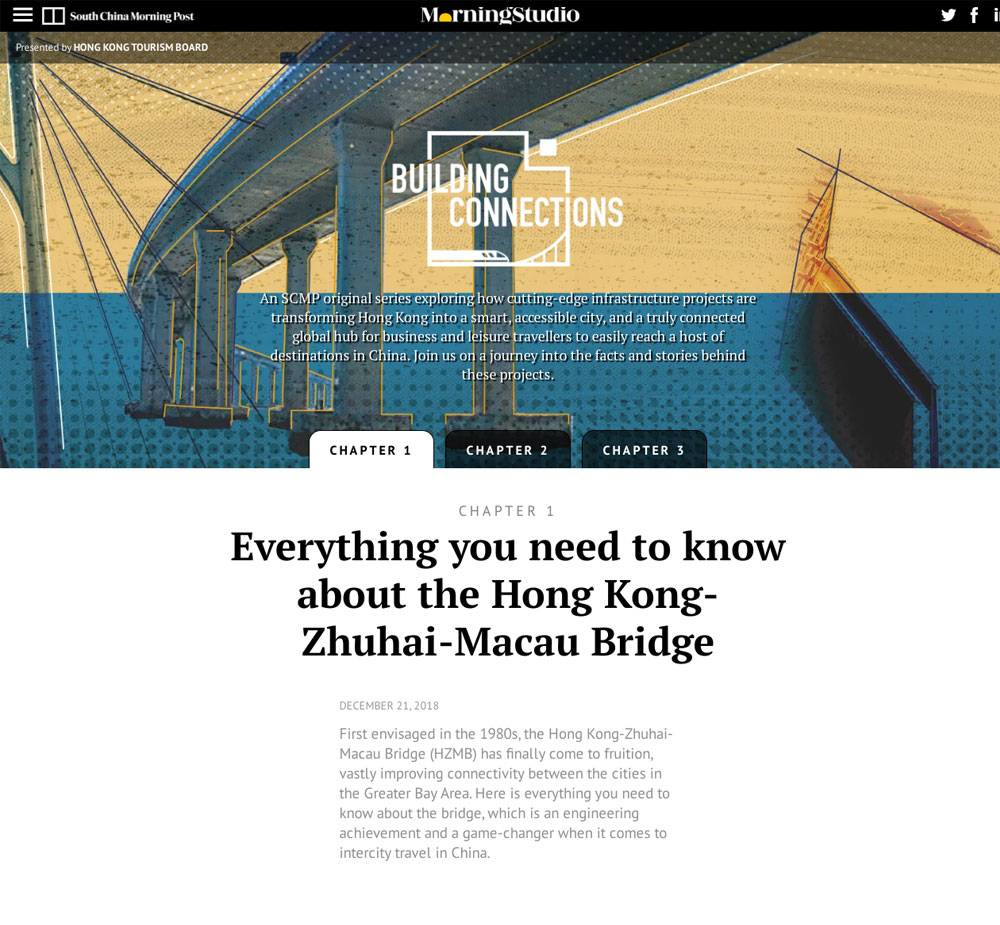 South China Morning Post
MorningStudio
Presented by HONG KONG TOURISM BOARD
BUILDING
CONNECTIONS
An SCMP original series exploring how cutting-edge infrastructure projects are
transforming Hong Kong into a smart, accessible city, and a truly connected
global hub for business and leisure travellers to easily reach a host of
destinations in China. Join us on a journey into the facts and stories behind
these projects.
CHAPTER 1
CHAPTER 2
CHAPTER 3
CHAPTER 1
Everything you need to know
about the Hong Kong-
Zhuhai-Macau Bridge
DECEMBER 21, 2018
First envisaged in the 1980s, the Hong Kong-Zhuhai-
Macau Bridge (HZMB) has finally come to fruition,
vastly improving connectivity between the cities in
the Greater Bay Area. Here is everything you need to
know about the bridge, which is an engineering
achievement and a game-changer when it comes to
intercity travel in China.